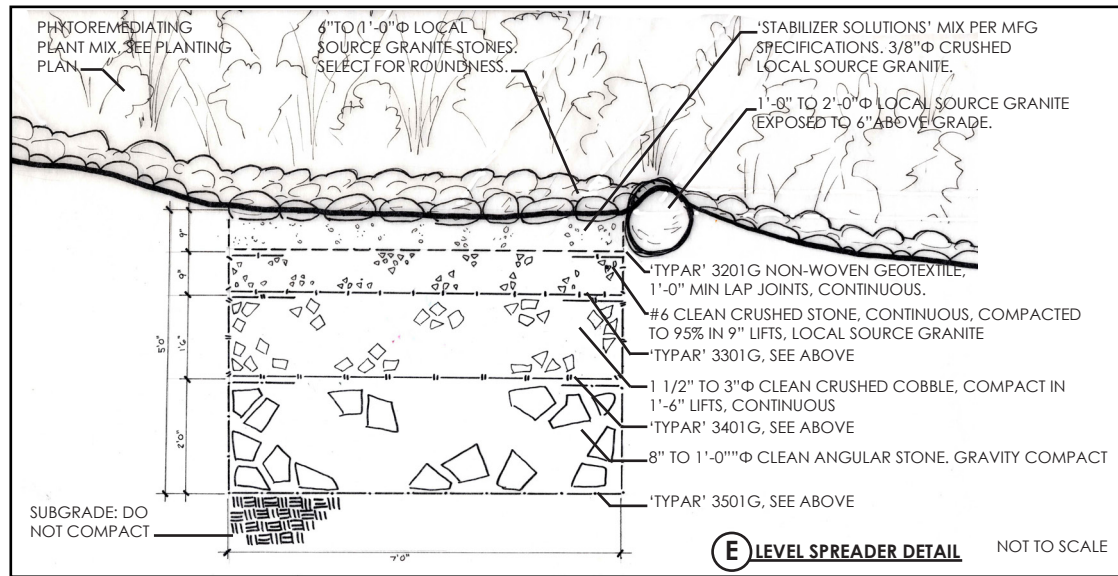 PHYTOREMEDIATING
PLANT MIX, SEE PLANTING
PLAN
6"TO 1'-0"Φ LOCAL
SOURCE GRANITE STONES.
SELECT FOR ROUNDNESS.
'STABILIZER SOLUTIONS' MIX PER MFG
SPECIFICATIONS. 3/8"Φ CRUSHED
LOCAL SOURCE GRANITE.
1'-0" TO 2'-0"Φ LOCAL SOURCE GRANITE
EXPOSED TO 6"ABOVE GRADE.
9"
9"
1'6"
2'0"
5'0"
'TYPAR' 3201G NON-WOVEN GEOTEXTILE,
1'-0" MIN LAP JOINTS, CONTINUOUS.
#6 CLEAN CRUSHED STONE, CONTINUOUS, COMPACTED
TO 95% IN 9" LIFTS, LOCAL SOURCE GRANITE
'TYPAR' 3301G, SEE ABOVE
1 1/2" TO 3"Φ CLEAN CRUSHED COBBLE, COMPACT IN
1'-6" LIFTS, CONTINUOUS
'TYPAR' 3401G, SEE ABOVE
8" TO 1'-0""Φ CLEAN ANGULAR STONE. GRAVITY COMPACT
'TYPAR' 3501G, SEE ABOVE
SUBGRADE: DO
NOT COMPACT
7'0"
E LEVEL SPREADER DETAIL
NOT TO SCALE